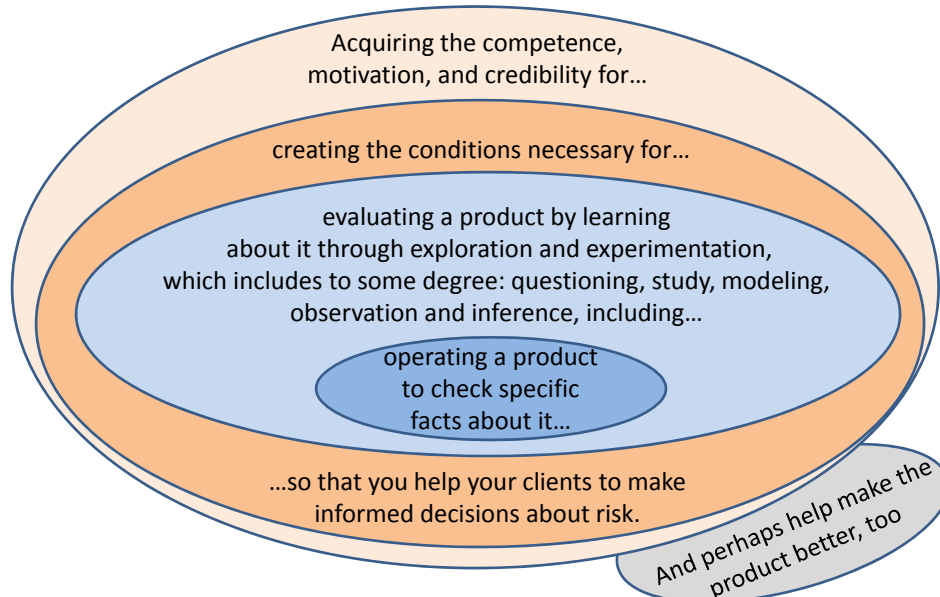 Acquiring the competence,
motivation, and credibility for…
creating the conditions necessary for…
evaluating a product by learning
about it through exploration and experimentation,
which includes to some degree: questioning, study, modeling,
observation and inference, including…
operating a product
to check specific
facts about it…
…so that you help your clients to make
informed decisions about risk.
And perhaps help make the
product better, too